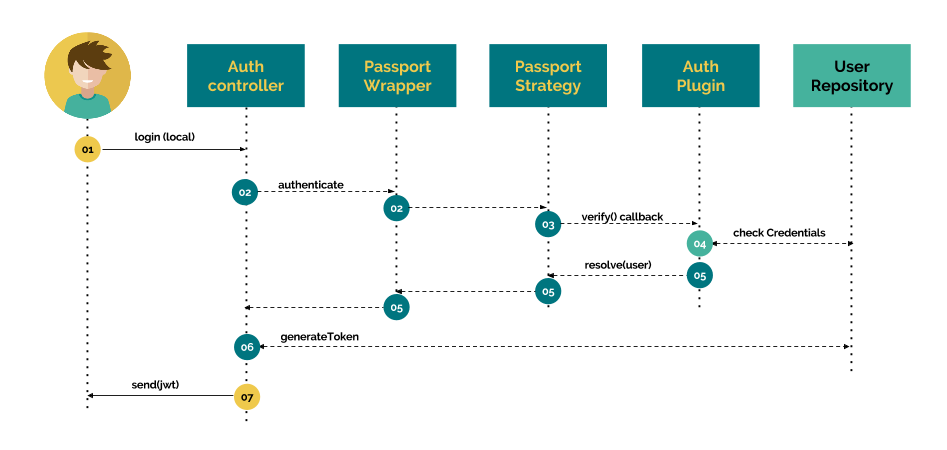 Auth
controller
Passport
Wrapper
Passport
Strategy
Auth
Plugin
User
Repository
login (local)
01
02
authenticate
02
03
verify() callback
04
check Credentials
resolve(user)
05
05
05
generateToken
06
send(jwt)
07